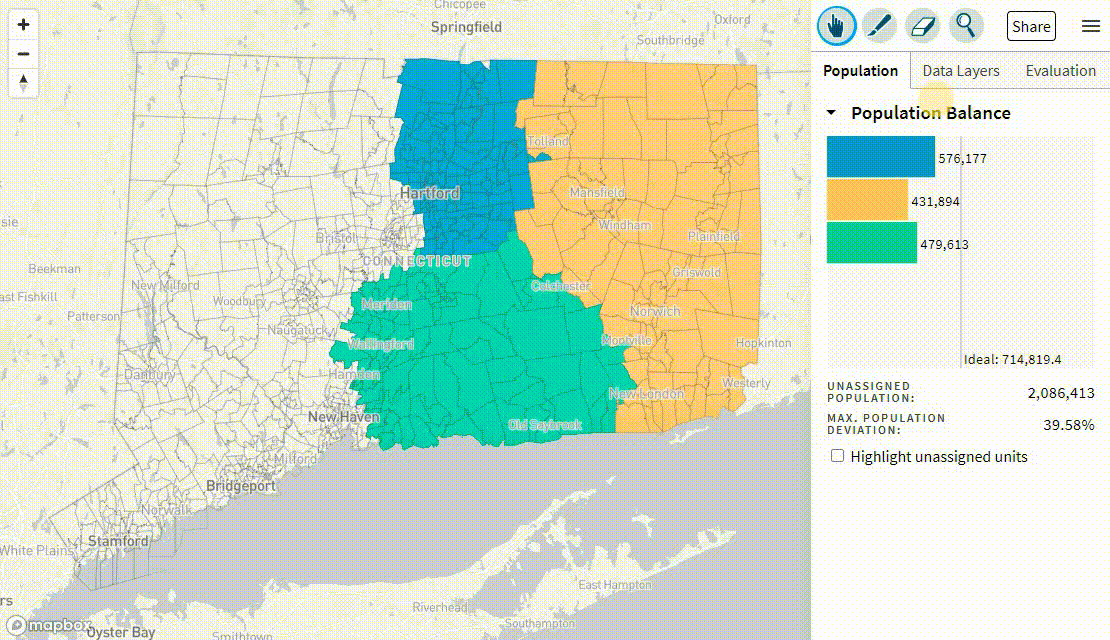 Chicopee
Springfield
Oxford
Southbridge
Tolland
Hartford
Mansfield
Windham
Plainfield
Bristol
CONNECTICUT
Beekman
Griswold
New Milford
Colchester
ast Fishkill
Woodbury
Meriden
Norwich
Patterson
Naugatuck
Wallingford
Montville
Hopkinton
Danbury
Hamden
New London
Westerly
New Haven
Old Saybrook
Milford
Bridgeport
Norwalk
Stamford
White Plains
East Hampton
Riverhead
Southampton
mapbox
Oyster Bay
Smithtown
sie
rs
Share
Population
Data Layers
Evaluation
Population Balance
576,177
431,894
479,613
Ideal: 714,819.4
UNASSIGNED
POPULATION:
2,086,413
MAX. POPULATION
DEVIATION:
39.58%
Highlight unassigned units